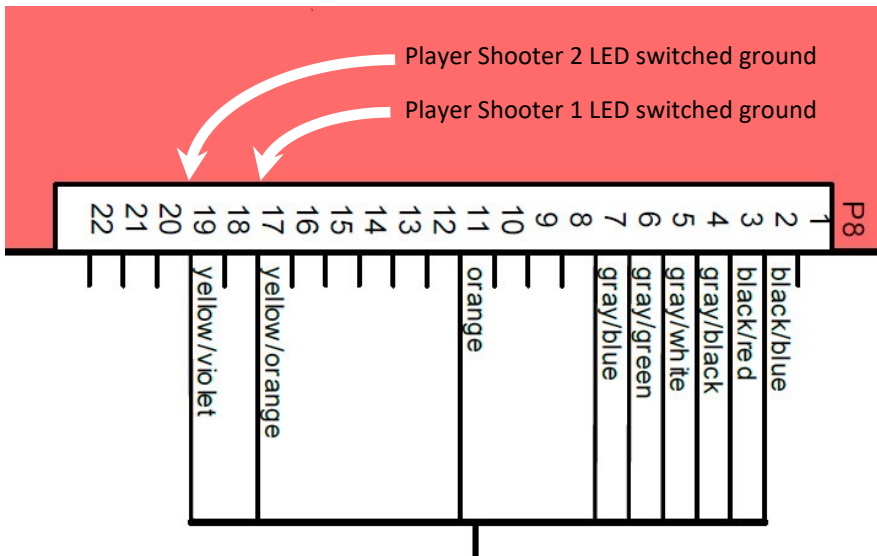 Player Shooter 2 LED switched ground
Player Shooter 1 LED switched ground
P8
22 21 20 19 18 17 16 15 14 13 12 11 10 9 8 7 6 5 4 3 2 1
yellow/violet
yellow/orange
orange
gray/blue
gray/green
gray/white
gray/black
black/red
black/blue